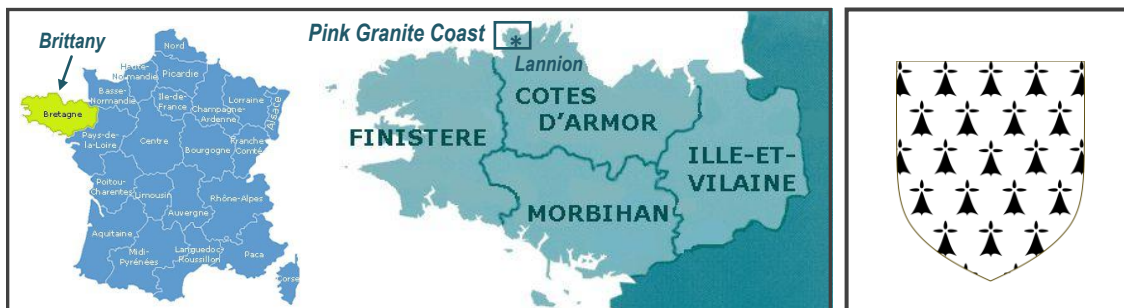 Brittany
Nord
Haute-
Normandie
Picardie
Basse-
Normandie
Ile-de-
France
Champagne-
Ardenne
Lorraine
Alsace
Bretagne
Pays-de-
la-Loire
Centre
Bourgogne
Franche
Comté
Poitou-
Charentes
Limousin
Auvergne
Rhône-Alpes
Aquitaine
Midi-
Pyrénées
Languedoc-
Roussillon
Paca
Corse
Pink Granite Coast
*
Lannion
COTES
D'ARMOR
FINISTERE
ILLE-ET-
VILAINE
MORBIHAN